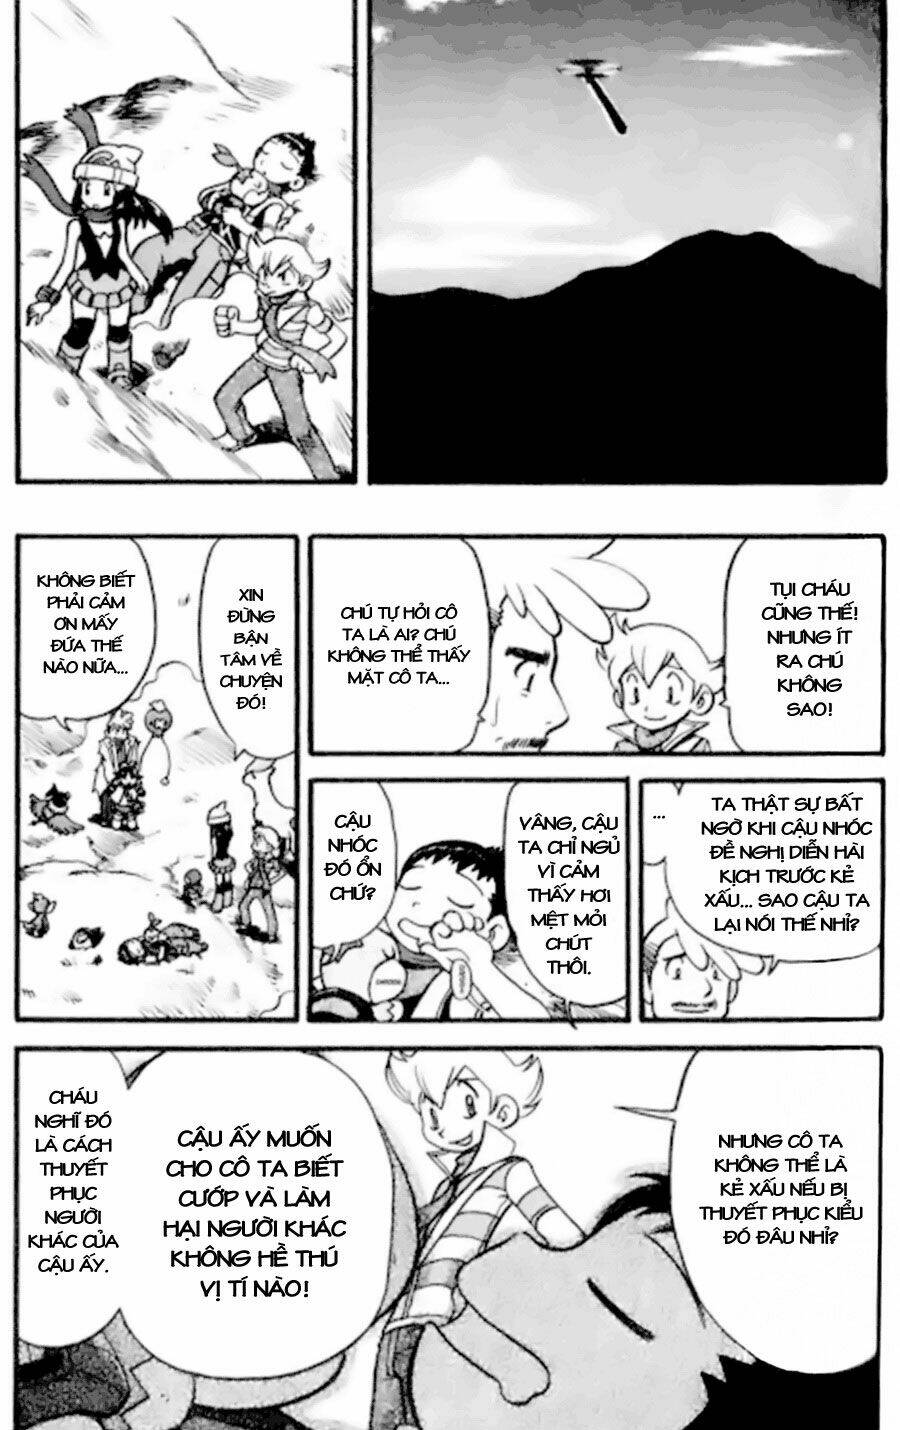 TỤI CHÁU
CŨNG THẾ!
NHƯNG ÍT
RA CHÚ
KHÔNG
SAO!
CHÚ TỰ HỎI CÔ
TA LÀ AI? CHÚ
KHÔNG THỂ THẤY
MẶT CÔ TA...
XIN
ĐỪNG
BẬN
TÂM VỀ
CHUYỆN
ĐÓ!
KHÔNG BIẾT
PHẢI CẢM
ƠN MẤY
ĐỨA THẾ
NÀO NỮA...
TA THẬT SỰ BẤT
NGỜ KHI CẬU NHÓC
ĐỀ NGHỊ DIỄN HÀI
KỊCH TRƯỚC KẺ
XẤU... SAO CẬU TA
LẠI NÓI THẾ NHỈ?
...
VÂNG, CẬU
TA CHỈ NGỦ
VÌ CẢM
THẤY HƠI
MỆT MỎI
CHÚT
THÔI.
CẬU
NHÓC
ĐÓ ỔN
CHỨ?
NHƯNG CÔ TA
KHÔNG THỂ LÀ
KẺ XẤU NẾU BỊ
THUYẾT PHỤC KIỂU
ĐÓ ĐÂU NHỈ?
CẬU ẤY MUỐN
CHO CÔ TA BIẾT
CƯỚP VÀ LÀM
HẠI NGƯỜI KHÁC
KHÔNG HỀ THÚ
VỊ TÍ NÀO!
CHÁU
NGHĨ ĐÓ
LÀ CÁCH
THUYẾT
PHỤC
NGƯỜI
KHÁC CỦA
CẬU ẤY.